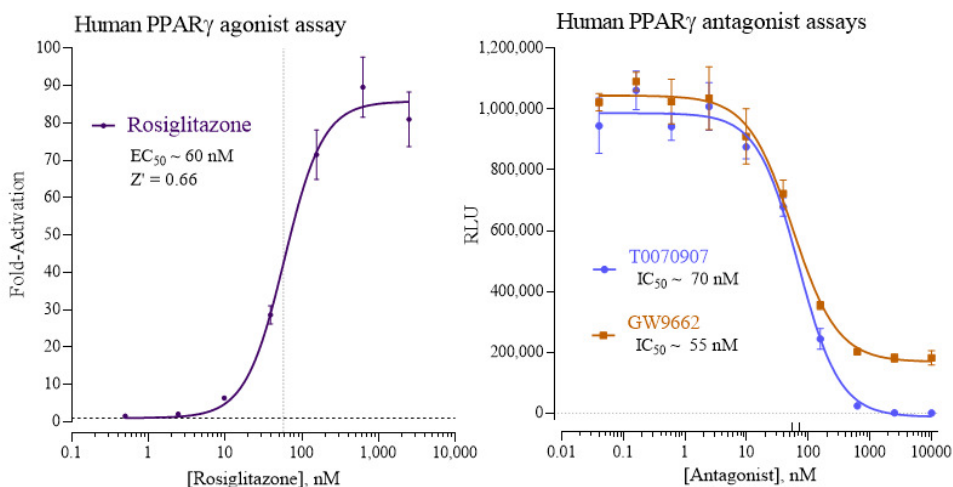 Human PPARγ agonist assay
100
90
80
70
60
50
40
30
20
10
0
Fold-Activation
Rosiglitazone
EC50 ~ 60 nM
Z' = 0.66
0.1
1
10
100
1,000
10,000
[Rosiglitazone], nM
Human PPARγ antagonist assays
1,200,000
1,000,000
800,000
600,000
400,000
200,000
0
RLU
T0070907
IC50 ~ 70 nM
GW9662
IC50 ~ 55 nM
0.01
0.1
1
10
100
1000
10,000
[Antagonist], nM